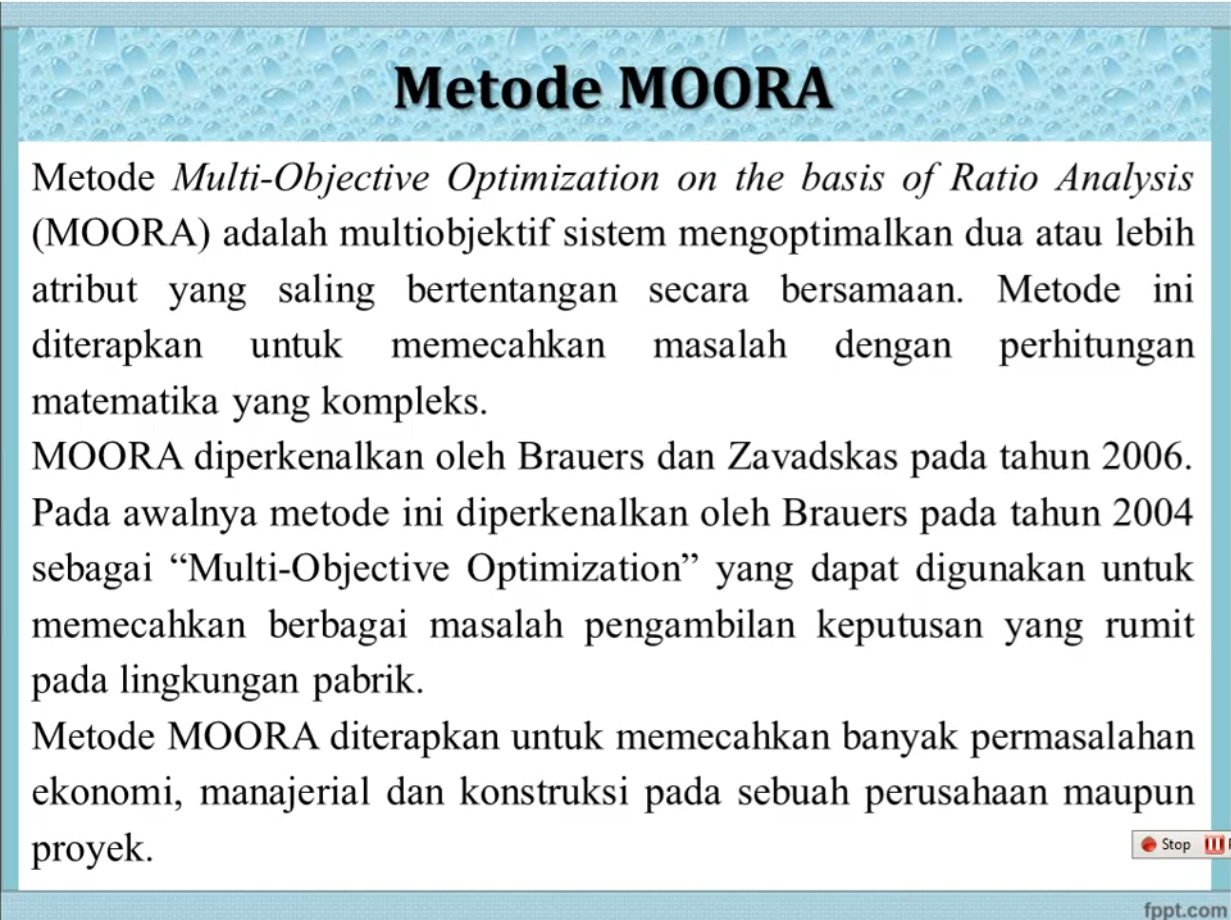 Metode MOORA
Metode Multi-Objective Optimization on the basis of Ratio Analysis
(MOORA) adalah multiobjektif sistem mengoptimalkan dua atau lebih
atribut yang saling bertentangan secara bersamaan. Metode ini
diterapkan untuk memecahkan masalah dengan perhitungan
matematika yang kompleks.
MOORA diperkenalkan oleh Brauers dan Zavadskas pada tahun 2006.
Pada awalnya metode ini diperkenalkan oleh Brauers pada tahun 2004
sebagai “Multi-Objective Optimization” yang dapat digunakan untuk
memecahkan berbagai masalah pengambilan keputusan yang rumit
pada lingkungan pabrik.
Metode MOORA diterapkan untuk memecahkan banyak permasalahan
ekonomi, manajerial dan konstruksi pada sebuah perusahaan maupun
proyek.
Stop
fppt.com